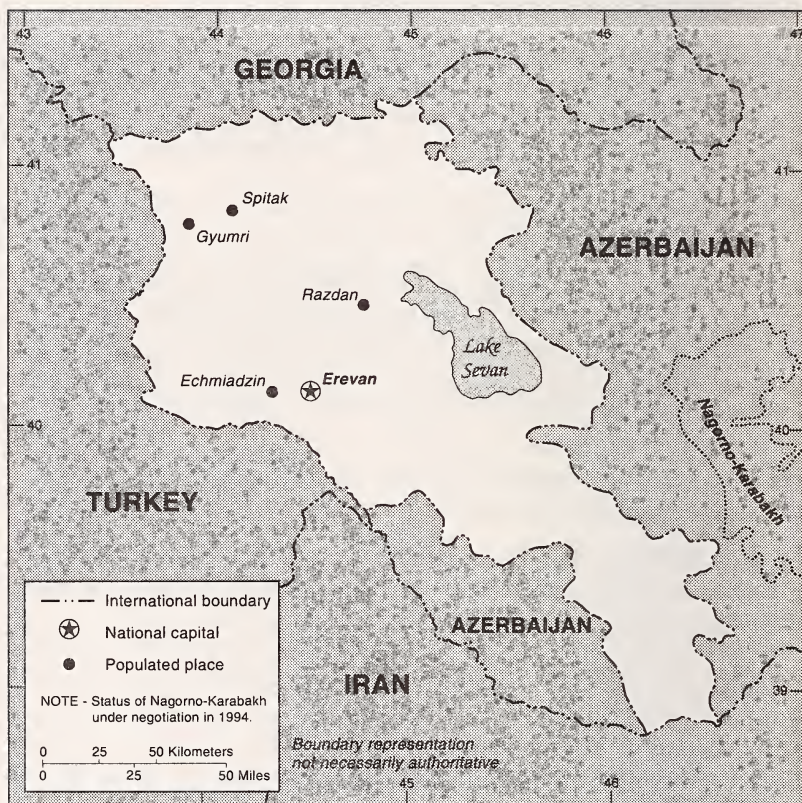 43
44
45
46
47
GEORGIA
41
41
Spitak
Gyumri
AZERBAIJAN
Razdan
Lake
Sevan
Echmiadzin
Erevan
40
40
Nagorno-Karabakh
TURKEY
International boundary
National capital
Populated place
NOTE - Status of Nagorno-Karabakh
under negotiation in 1994.
0 25 50 Kilometers
0 25 50 Miles
AZERBAIJAN
IRAN
39
Boundary representation
not necessarily authoritative
45
46